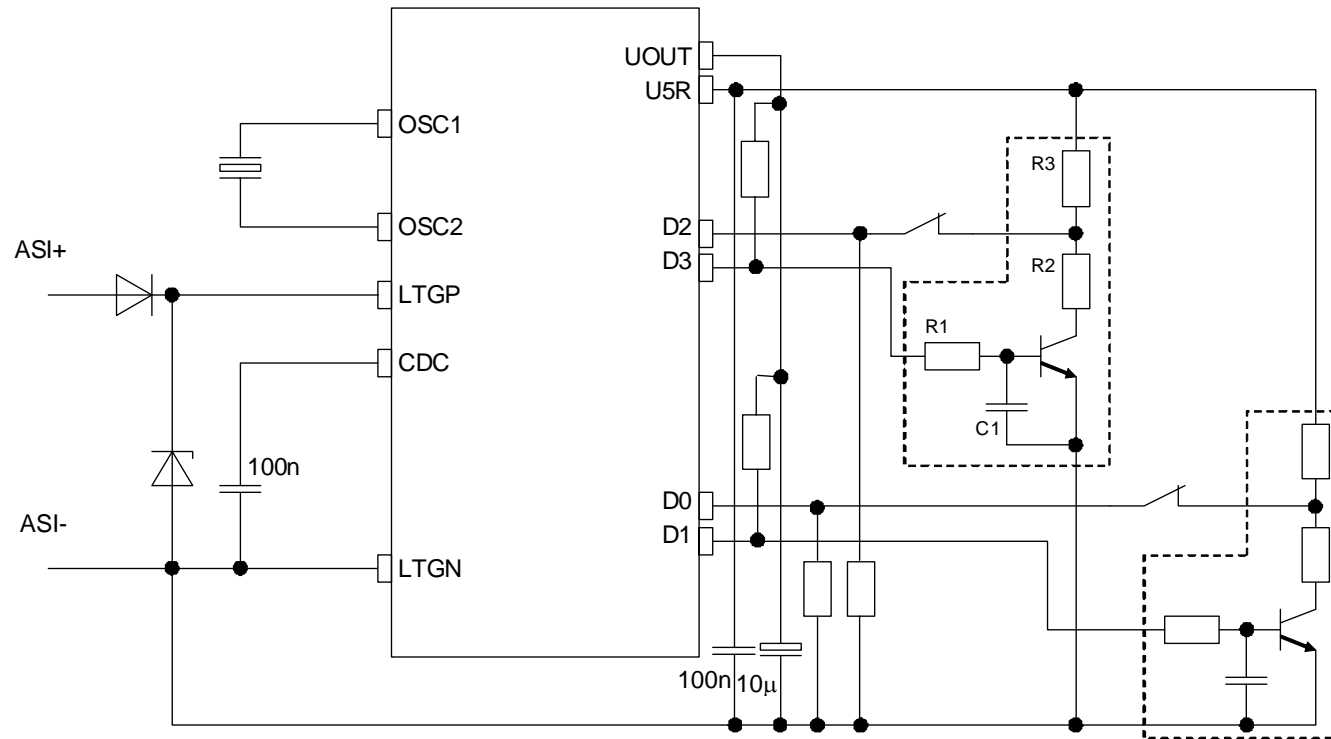 UOUT
U5R
OSC1
R3
OSC2
D2
ASI+
D3
R2
LTGP
R1
CDC
C1
100n
D0
ASI-
D1
LTGN
100n 10μ